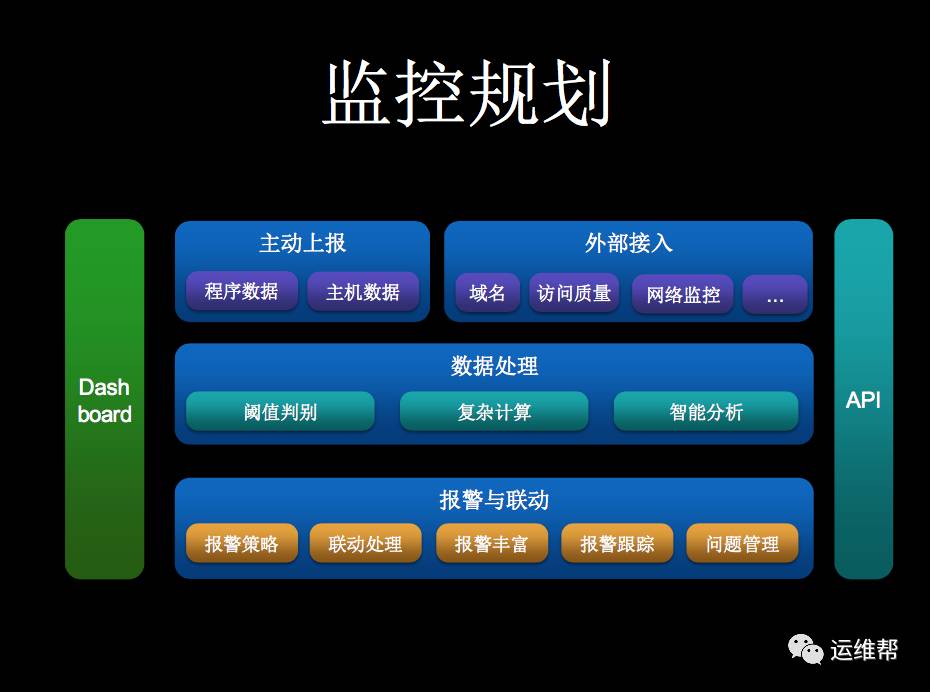 监控规划
主动上报
程序数据
主机数据
外部接入
域名
访问质量
网络监控
...
数据处理
阈值判别
复杂计算
智能分析
报警与联动
报警策略
联动处理
报警丰富
报警跟踪
问题管理
Dash
board
API
运维帮